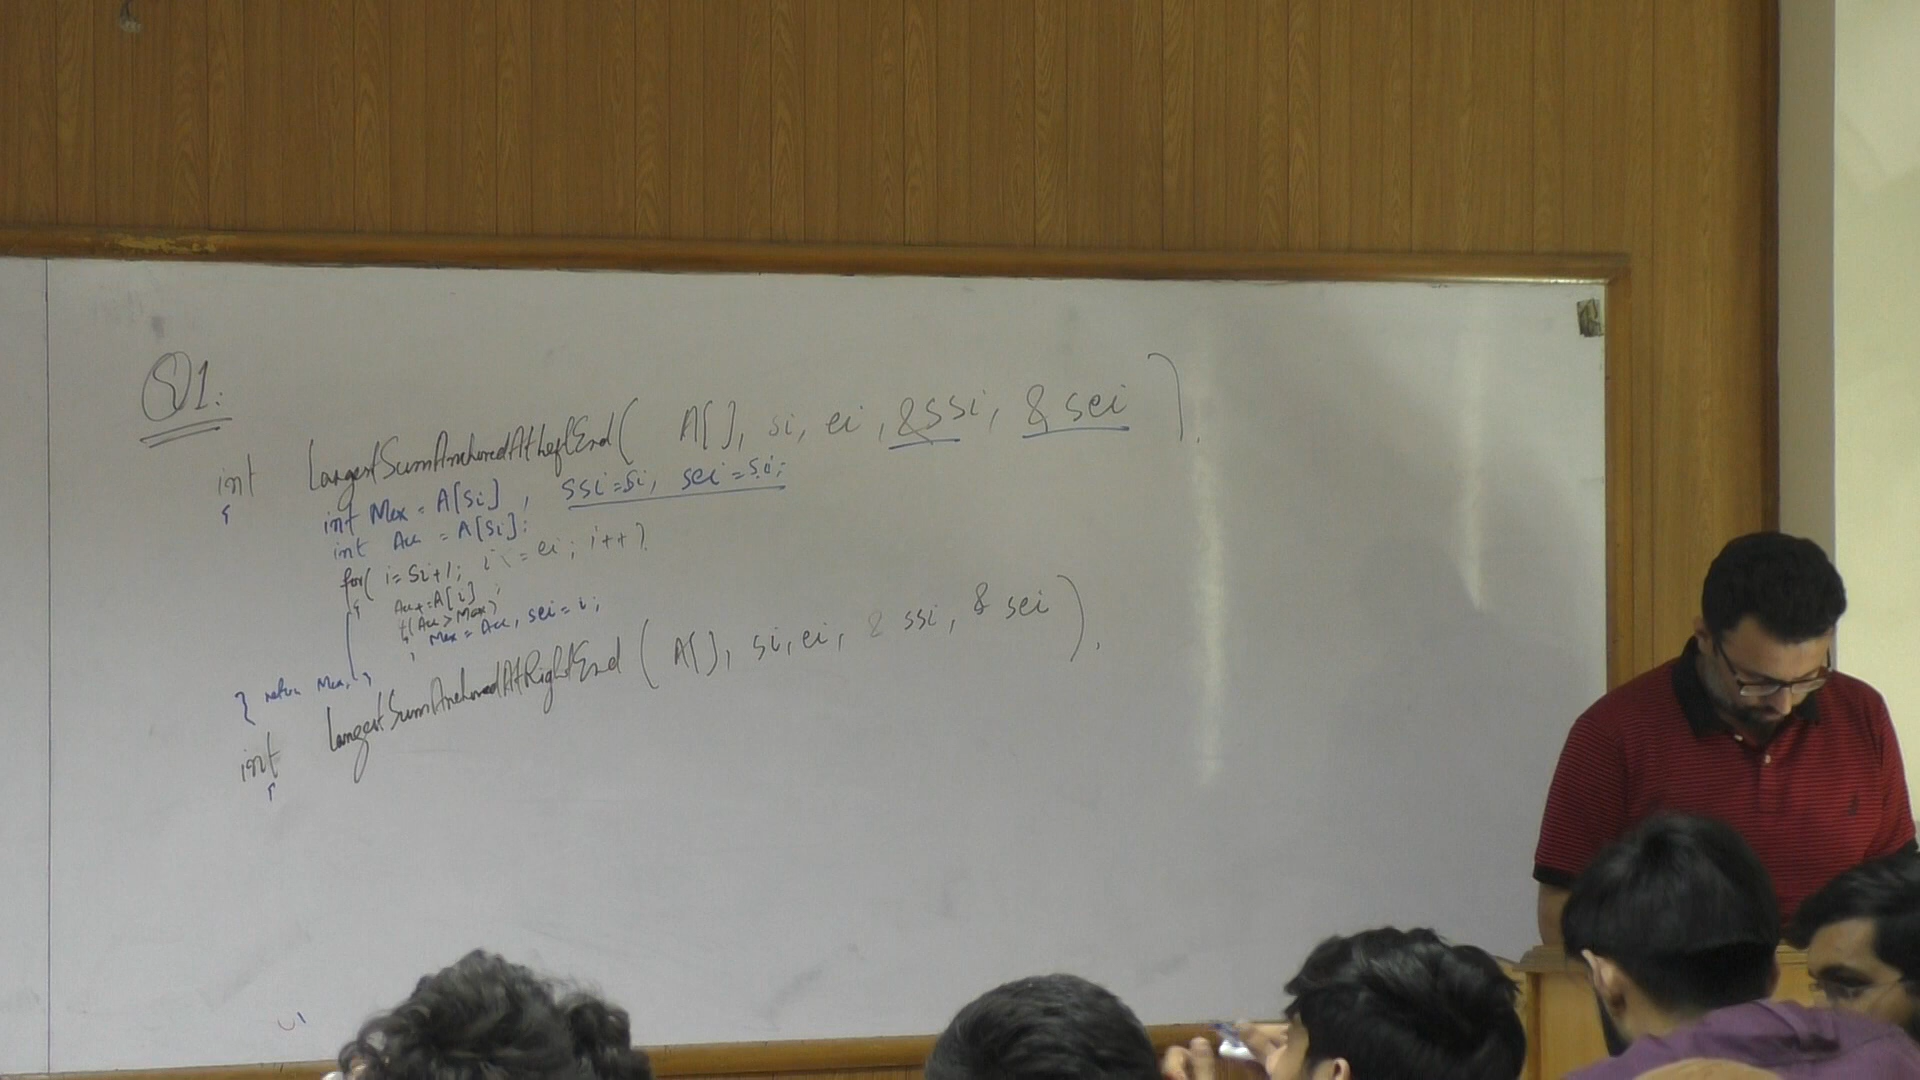 Q1:
int LargestSumAnchoredAtLeftEnd( A[], si, ei, &ssi, &sei ).
{ int Max = A[si], ssi=si, sei=si;
int Acc = A[si];
for( i=si+1; i<=ei; i++)
{ Acc+=A[i];
if(Acc>Max)
{ Max = Acc, sei=i;
} return Max;
int LargestSumAnchoredAtRightEnd ( A[], si, ei, & ssi, & sei ).
{